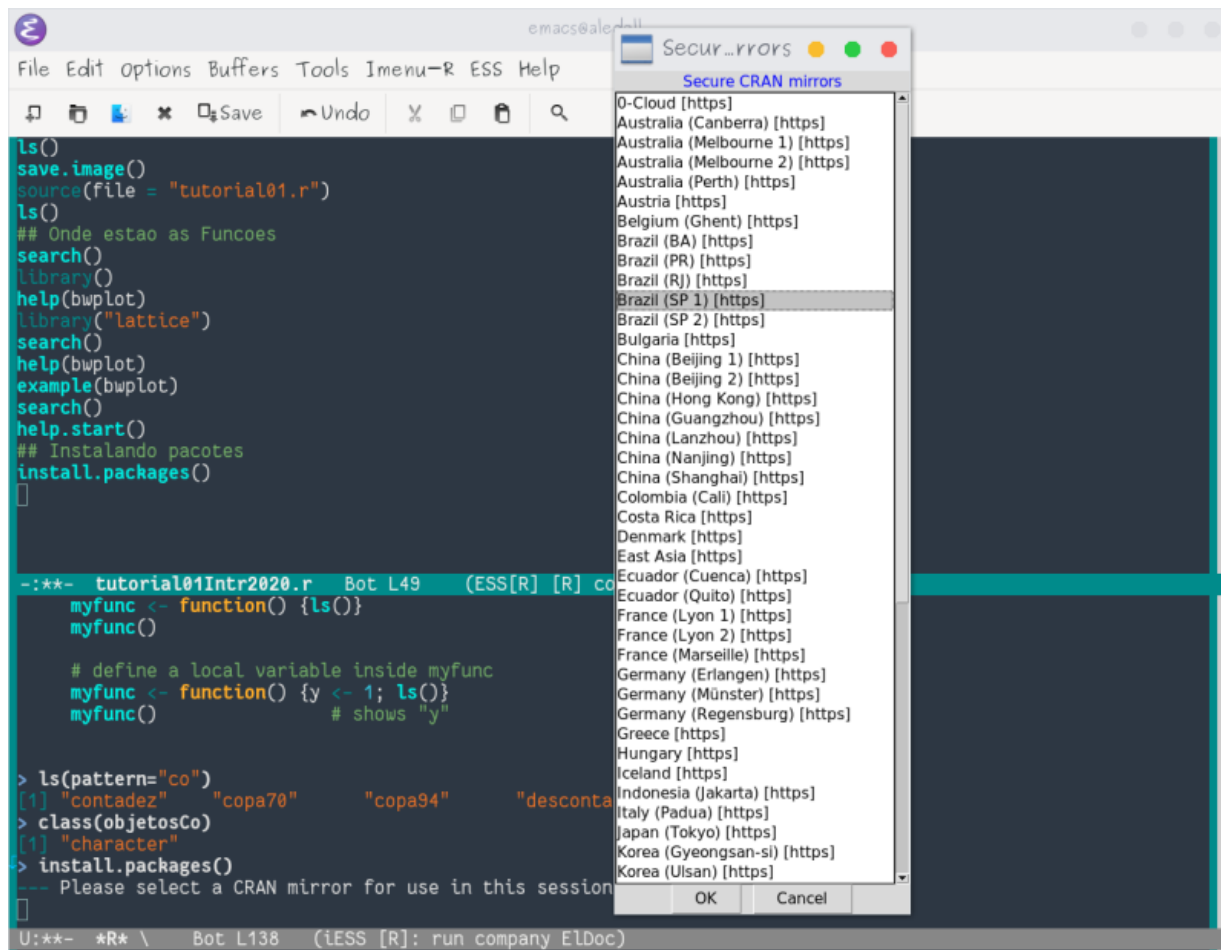 emacs@aledall
File Edit Options Buffers Tools Imenu-R ESS Help
Save Undo
ls()
save.image()
source(file = "tutorial01.r")
ls()
## Onde estao as Funcoes
search()
library()
help(bwplot)
library("lattice")
search()
help(bwplot)
example(bwplot)
search()
help.start()
## Instalando pacotes
install.packages()
-:**- tutorial01Intr2020.r Bot L49 (ESS[R] [R] co
myfunc <- function() {ls()}
myfunc()
# define a local variable inside myfunc
myfunc <- function() {y <- 1; ls()}
myfunc() # shows "y"
> ls(pattern="co")
[1] "contadez" "copa70" "copa94" "desconta
> class(objetosCo)
[1] "character"
> install.packages()
--- Please select a CRAN mirror for use in this session
U:**- *R* \ Bot L138 (iESS [R]: run company ElDoc)
Secur...rrors
Secure CRAN mirrors
0-Cloud [https]
Australia (Canberra) [https]
Australia (Melbourne 1) [https]
Australia (Melbourne 2) [https]
Australia (Perth) [https]
Austria [https]
Belgium (Ghent) [https]
Brazil (BA) [https]
Brazil (PR) [https]
Brazil (RJ) [https]
Brazil (SP 1) [https]
Brazil (SP 2) [https]
Bulgaria [https]
China (Beijing 1) [https]
China (Beijing 2) [https]
China (Hong Kong) [https]
China (Guangzhou) [https]
China (Lanzhou) [https]
China (Nanjing) [https]
China (Shanghai) [https]
Colombia (Cali) [https]
Costa Rica [https]
Denmark [https]
East Asia [https]
Ecuador (Cuenca) [https]
Ecuador (Quito) [https]
France (Lyon 1) [https]
France (Lyon 2) [https]
France (Marseille) [https]
Germany (Erlangen) [https]
Germany (Münster) [https]
Germany (Regensburg) [https]
Greece [https]
Hungary [https]
Iceland [https]
Indonesia (Jakarta) [https]
Italy (Padua) [https]
Japan (Tokyo) [https]
Korea (Gyeongsan-si) [https]
Korea (Ulsan) [https]
OK Cancel